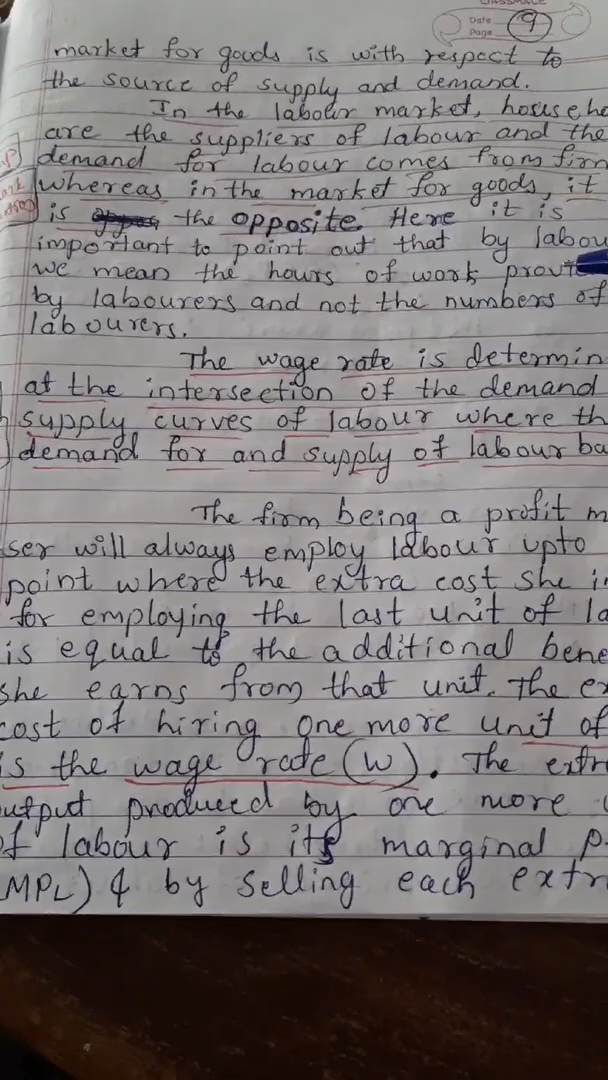 CLASSMATE
Date
Page
9
market for goods is with respect to
the source of supply and demand.
In the labour market, househo
are the suppliers of labour and the
demand for labour comes from firm
whereas in the market for goods, it
is the opposite. Here it is
important to point out that by labou
we mean the hours of work provi
by labourers and not the numbers of
labourers.
The wage rate is determin
at the intersection of the demand
supply curves of labour where th
demand for and supply of labour ba
The firm being a profit m
ser will always employ labour upto
point where the extra cost she in
for employing the last unit of la
is equal to the additional bene
she earns from that unit. The ex
cost of hiring one more unit of
is the wage rate (W). The extr
output produced by one more u
of labour is its marginal p
(MPL) & by selling each extr